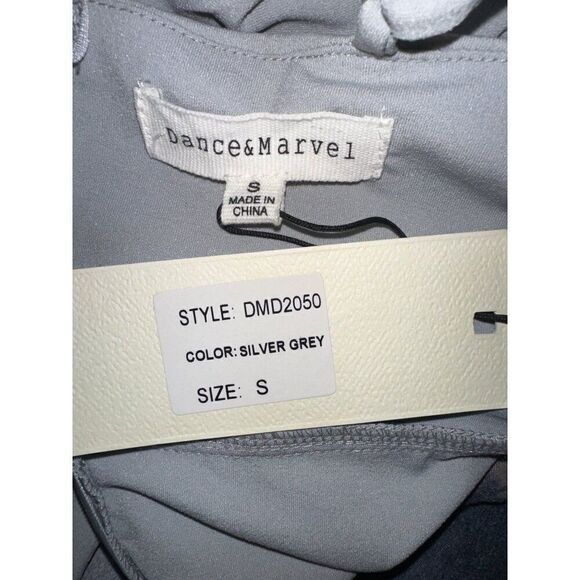 Dance&Marvel
S
MADE IN
CHINA
STYLE: DMD2050
COLOR: SILVER GREY
SIZE: S